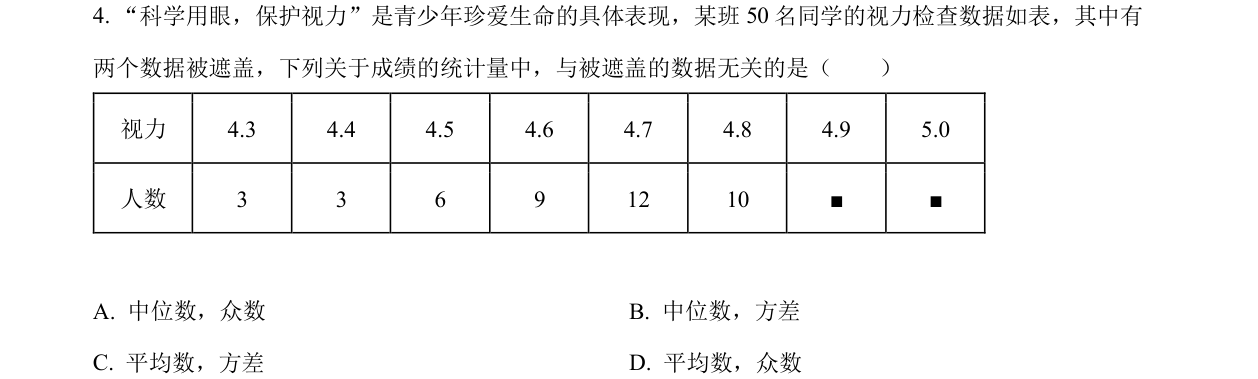 4. “科学用眼，保护视力”是青少年珍爱生命的具体表现，某班 50 名同学的视力检查数据如表，其中有
两个数据被遮盖，下列关于成绩的统计量中，与被遮盖的数据无关的是（　　）
视力 4.3 4.4 4.5 4.6 4.7 4.8 4.9 5.0
人数 3 3 6 9 12 10 ■ ■
A. 中位数，众数 B. 中位数，方差
C. 平均数，方差 D. 平均数，众数